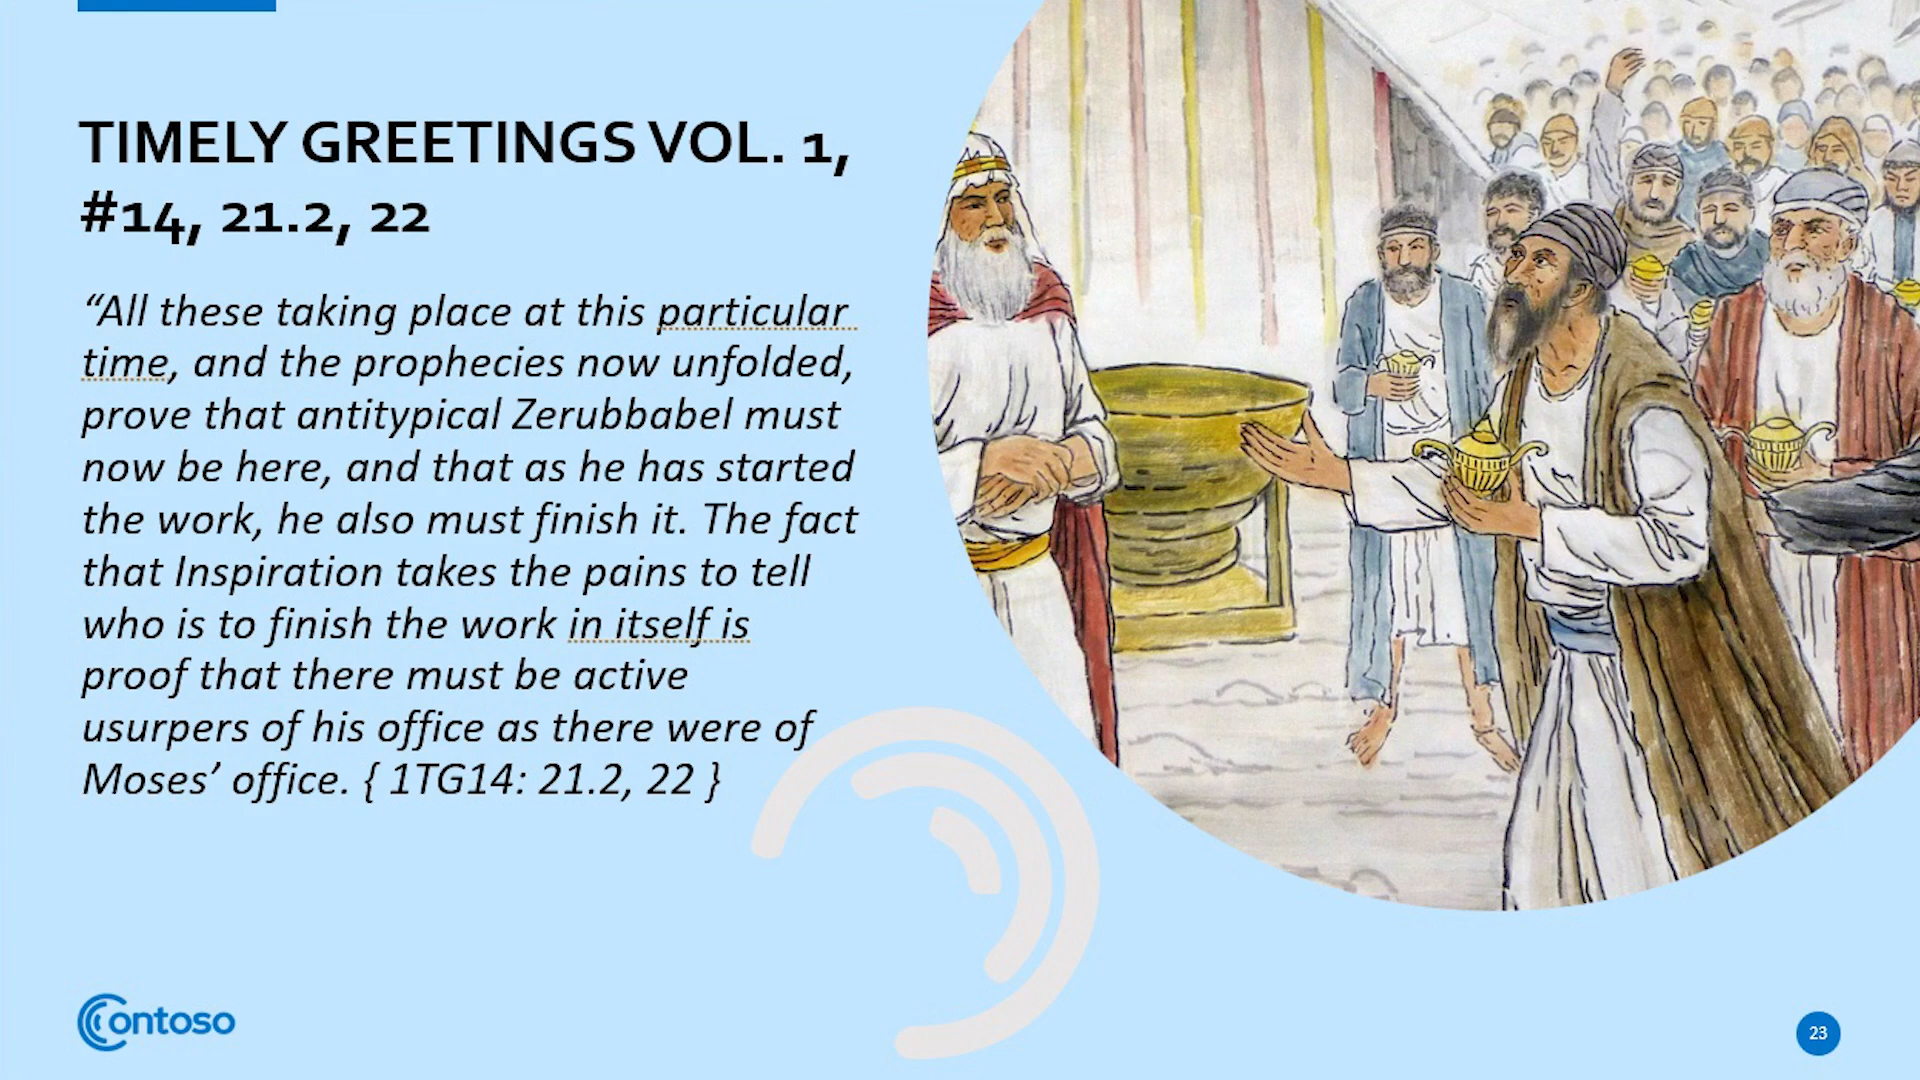 TIMELY GREETINGS VOL. 1,
#14, 21.2, 22
“All these taking place at this particular
time, and the prophecies now unfolded,
prove that antitypical Zerubbabel must
now be here, and that as he has started
the work, he also must finish it. The fact
that Inspiration takes the pains to tell
who is to finish the work in itself is
proof that there must be active
usurpers of his office as there were of
Moses’ office. { 1TG14: 21.2, 22 }
Contoso
23